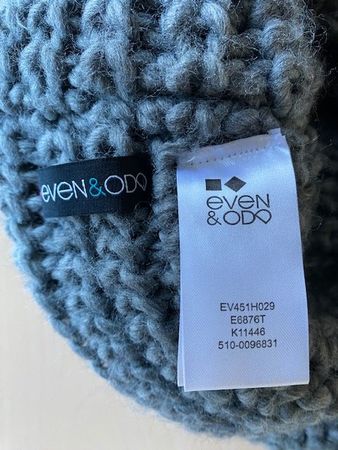 even&ODD
even
&ODD
EV451H029
E6876T
K11446
510-0096831